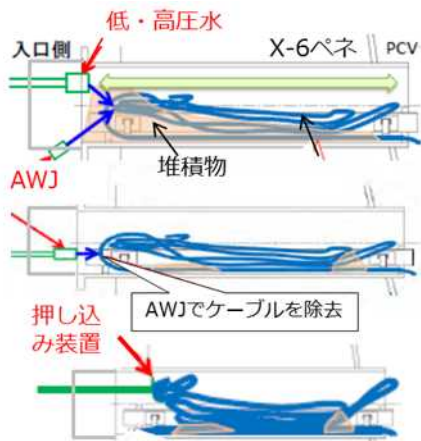 低・高圧水
入口側
X-6ペネ
PCV
堆積物
AWJ
AWJでケーブルを除去
押し込
み装置